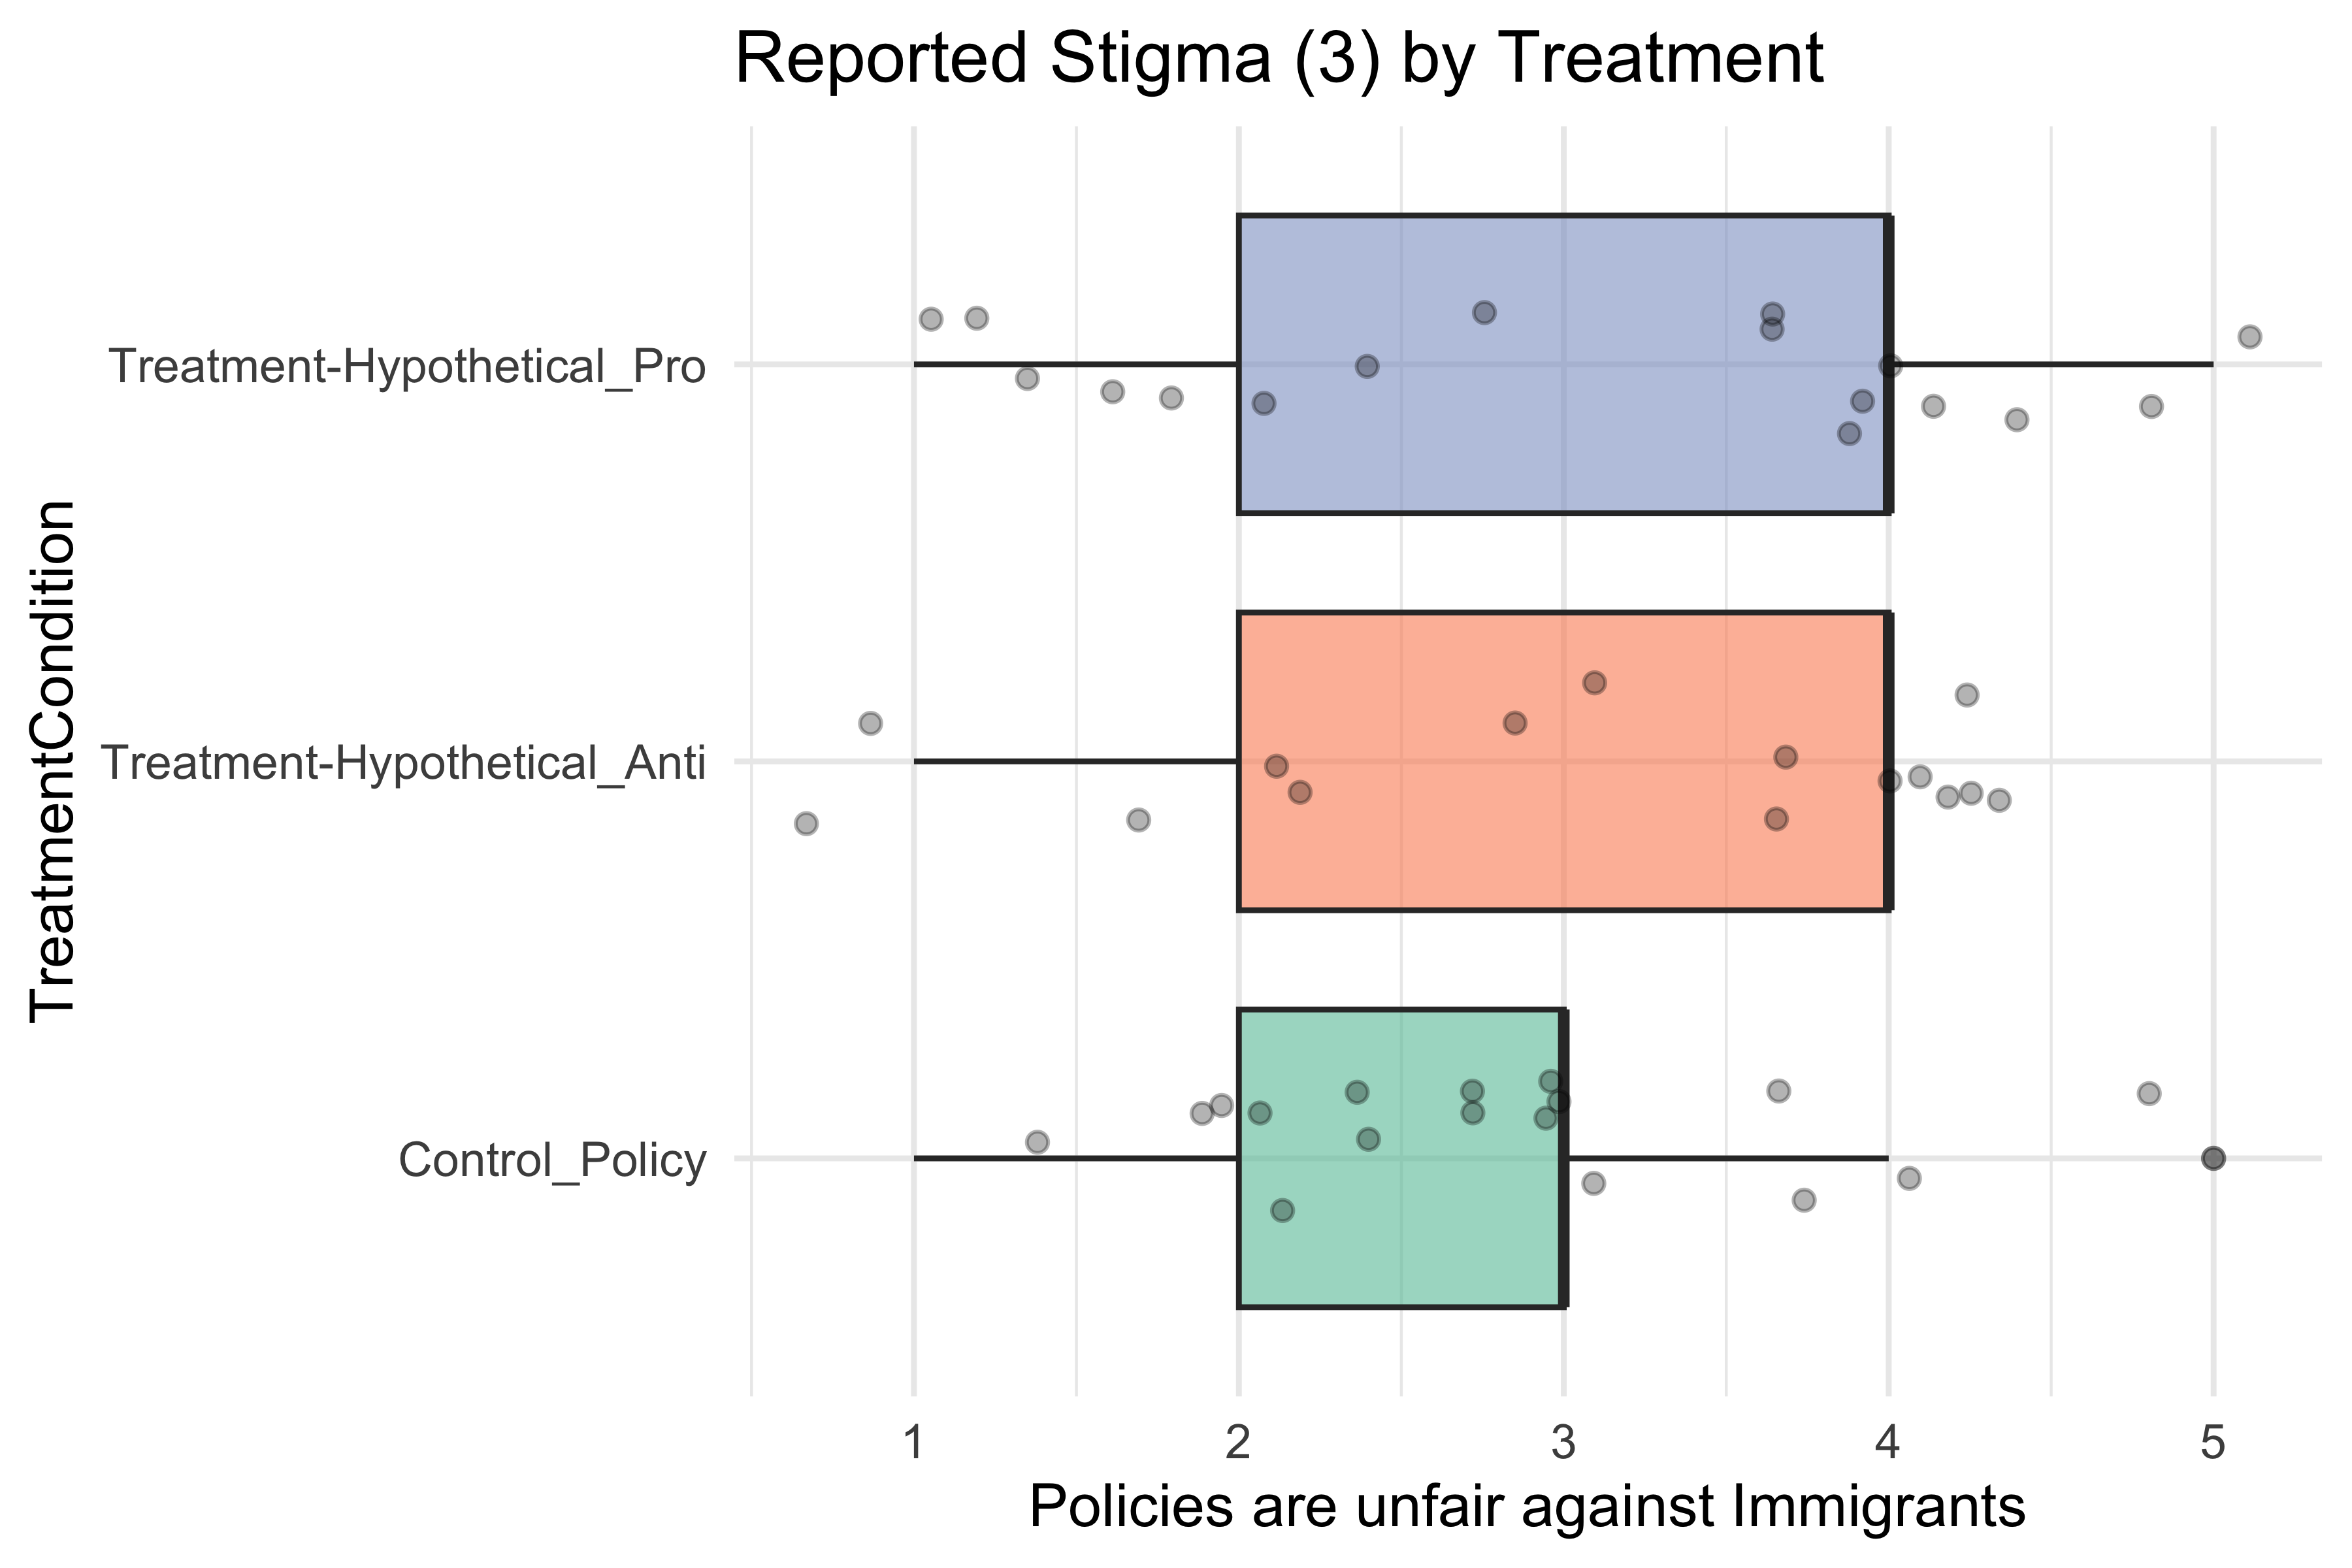 Reported Stigma (3) by Treatment
TreatmentCondition
Treatment-Hypothetical_Pro
Treatment-Hypothetical_Anti
Control_Policy
1 2 3 4 5
Policies are unfair against Immigrants